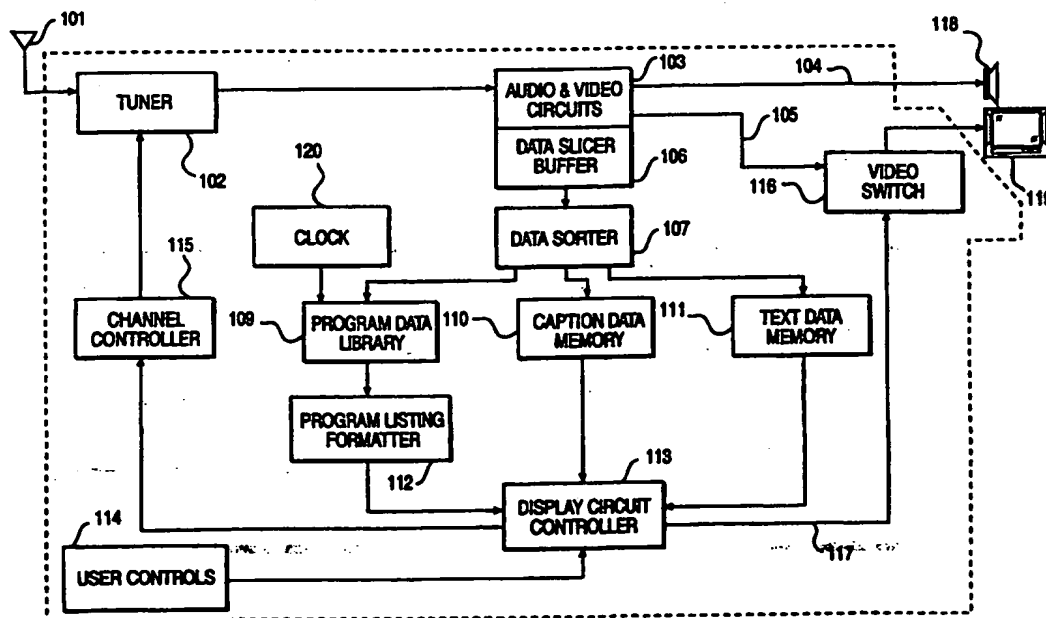 101
118
TUNER
103
AUDIO & VIDEO
CIRCUITS
104
105
DATA SLICER
BUFFER
106
102
VIDEO
SWITCH
116
119
120
CLOCK
DATA SORTER
107
115
CHANNEL
CONTROLLER
109
PROGRAM DATA
LIBRARY
110
CAPTION DATA
MEMORY
111
TEXT DATA
MEMORY
PROGRAM LISTING
FORMATTER
112
113
DISPLAY CIRCUIT
CONTROLLER
114
117
USER CONTROLS